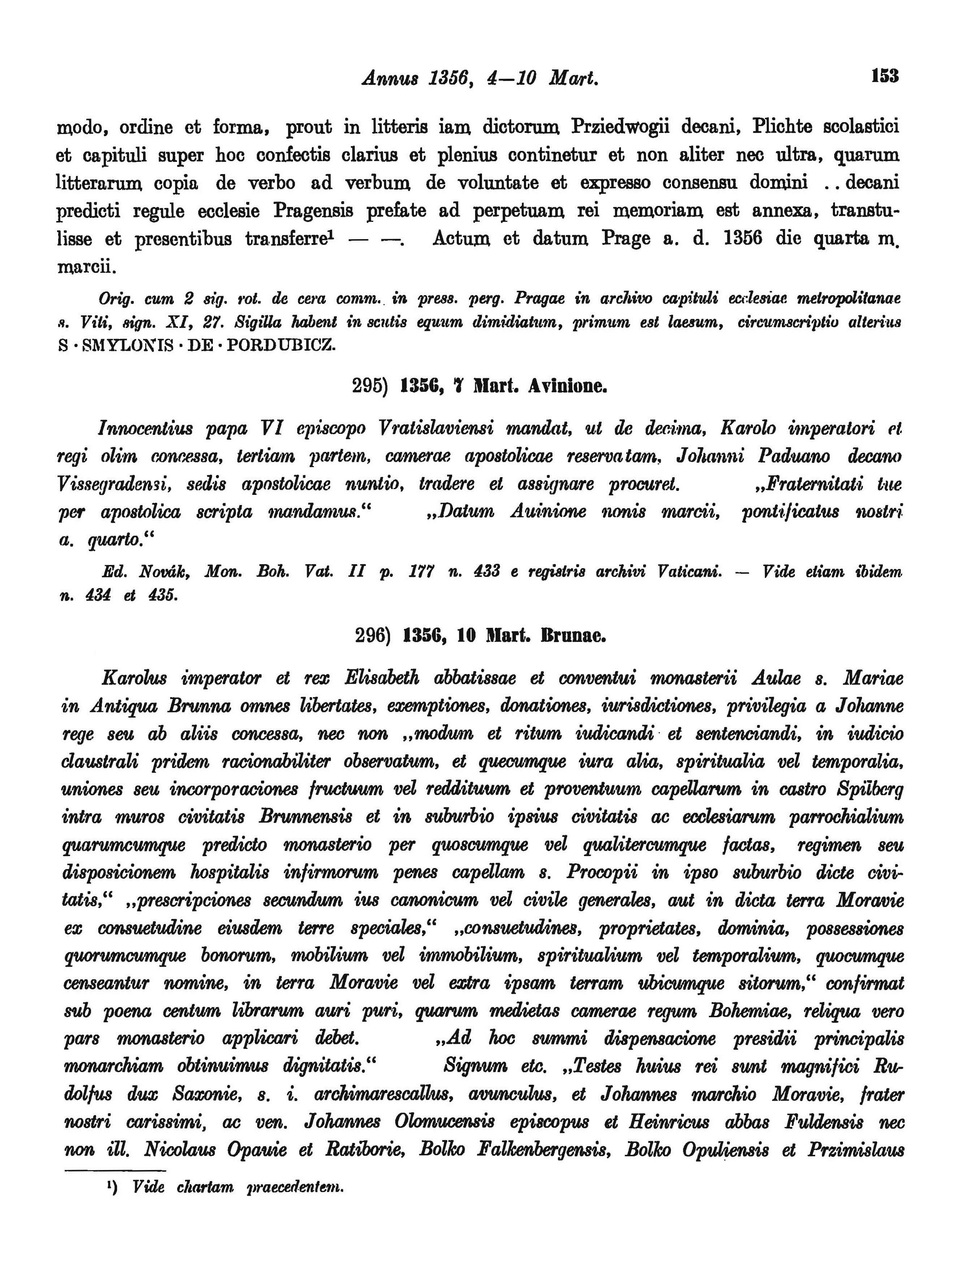 Annus 1356, 4—10 Mart. 153
modo, ordine et forma, prout in litteris iam dictorum Prziedwogii decani, Plichte scolastici
et capituli super hoc confectis clarius et plenius continetur et non aliter nec ultra, quarum
litterarum copia de verbo ad verbum de voluntate et expresso consensu domini . . decani
predicti regule ecclesie Pragensis prefate ad perpetuam rei memoriam est annexa, transtu-
lisse et presentibus transferre¹ — —. Actum et datum Prage a. d. 1356 die quarta m.
marcii.
Orig. cum 2 sig. rot. de cera comm. in press. perg. Pragae in archivo capituli ecclesiae metropolitanae
s. Viti, sign. XI, 27. Sigilla habent in scutis equum dimidiatum, primum est laesum, circumscriptio alterius
S · SMYLONIS · DE · PORDUBICZ.
295) 1356, 7 Mart. Avinione.
Innocentius papa VI episcopo Vratislaviensi mandat, ut de decima, Karolo imperatori et
regi olim concessa, tertiam partem, camerae apostolicae reservatam, Johanni Paduano decano
Vissegradensi, sedis apostolicae nuntio, tradere et assignare procuret. „Fraternitati tue
per apostolica scripta mandamus.“ „Datum Auinione nonis marcii, pontificatus nostri
a. quarto.“
Ed. Novák, Mon. Boh. Vat. II p. 177 n. 433 e registris archivi Vaticani. — Vide etiam ibidem
n. 434 et 435.
296) 1356, 10 Mart. Brunae.
Karolus imperator et rex Elisabeth abbatissae et conventui monasterii Aulae s. Mariae
in Antiqua Brunna omnes libertates, exemptiones, donationes, iurisdictiones, privilegia a Johanne
rege seu ab aliis concessa, nec non „modum et ritum iudicandi et sentenciandi, in iudicio
claustrali pridem racionabiliter observatum, et quecumque iura alia, spiritualia vel temporalia,
uniones seu incorporaciones fructuum vel reddituum et proventuum capellarum in castro Spilberg
intra muros civitatis Brunnensis et in suburbio ipsius civitatis ac ecclesiarum parrochialium
quarumcumque predicto monasterio per quoscumque vel qualitercumque factas, regimen seu
disposicionem hospitalis infirmorum penes capellam s. Procopii in ipso suburbio dicte civi-
tatis,“ „prescripciones secundum ius canonicum vel civile generales, aut in dicta terra Moravie
ex consuetudine eiusdem terre speciales,“ „consuetudines, proprietates, dominia, possessiones
quorumcumque bonorum, mobilium vel immobilium, spiritualium vel temporalium, quocumque
censeantur nomine, in terra Moravie vel extra ipsam terram ubicumque sitorum,“ confirmat
sub poena centum librarum auri puri, quarum medietas camerae regum Bohemiae, reliqua vero
pars monasterio applicari debet. „Ad hoc summi dispensacione presidii principalis
monarchiam obtinuimus dignitatis.“ Signum etc. „Testes huius rei sunt magnifici Ru-
dolfus dux Saxonie, s. i. archimarescallus, avunculus, et Johannes marchio Moravie, frater
nostri carissimi, ac ven. Johannes Olomucensis episcopus et Heinricus abbas Fuldensis nec
non ill. Nicolaus Opauie et Ratiborie, Bolko Falkenbergensis, Bolko Opuliensis et Przimislaus
¹) Vide chartam praecedentem.